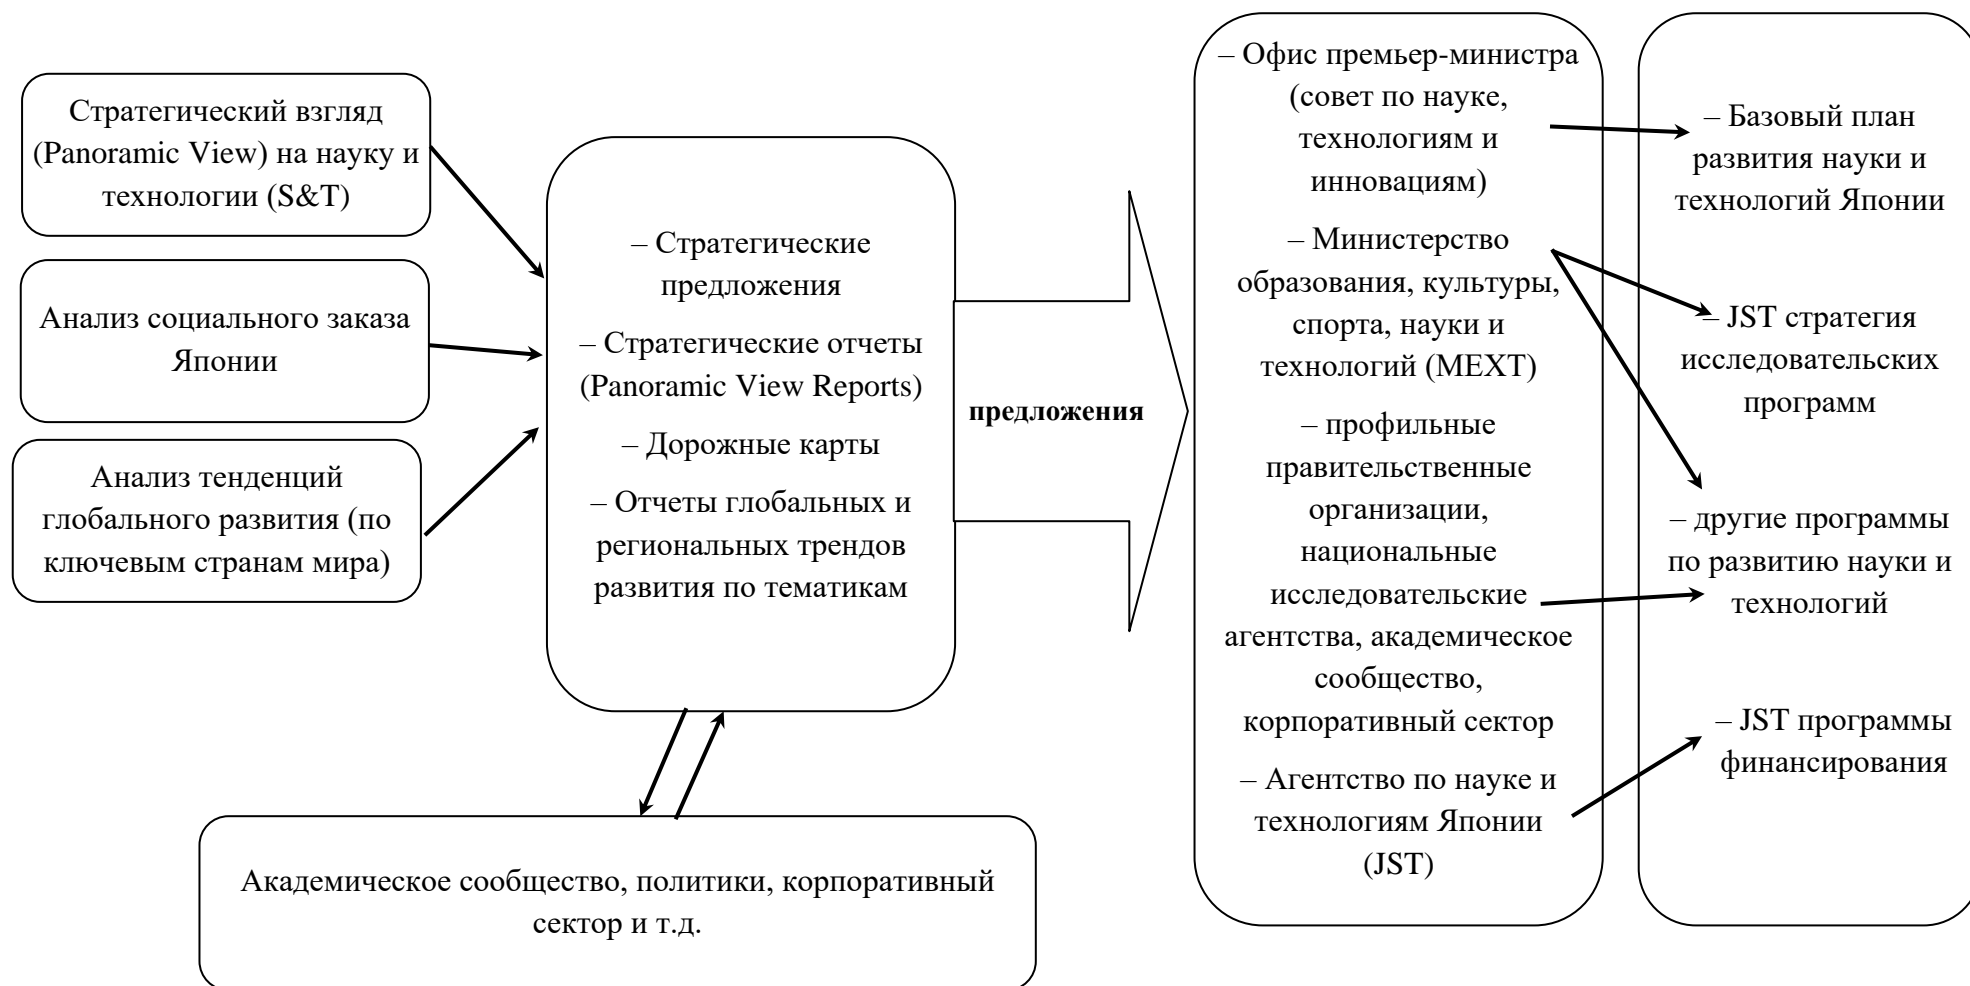 Стратегический взгляд
(Panoramic View) на науку и
технологии (S&T)
Анализ социального заказа
Японии
Анализ тенденций
глобального развития (по
ключевым странам мира)
– Стратегические
предложения
– Стратегические отчеты
(Panoramic View Reports)
– Дорожные карты
– Отчеты глобальных и
региональных трендов
развития по тематикам
Академическое сообщество, политики, корпоративный
сектор и т.д.
предложения
– Офис премьер-министра
(совет по науке,
технологиям и
инновациям)
– Министерство
образования, культуры,
спорта, науки и
технологий (MEXT)
– профильные
правительственные
организации,
национальные
исследовательские
агентства, академическое
сообщество,
корпоративный сектор
– Агентство по науке и
технологиям Японии
(JST)
– Базовый план
развития науки и
технологий Японии
– JST стратегия
исследовательских
программ
– другие программы
по развитию науки и
технологий
– JST программы
финансирования